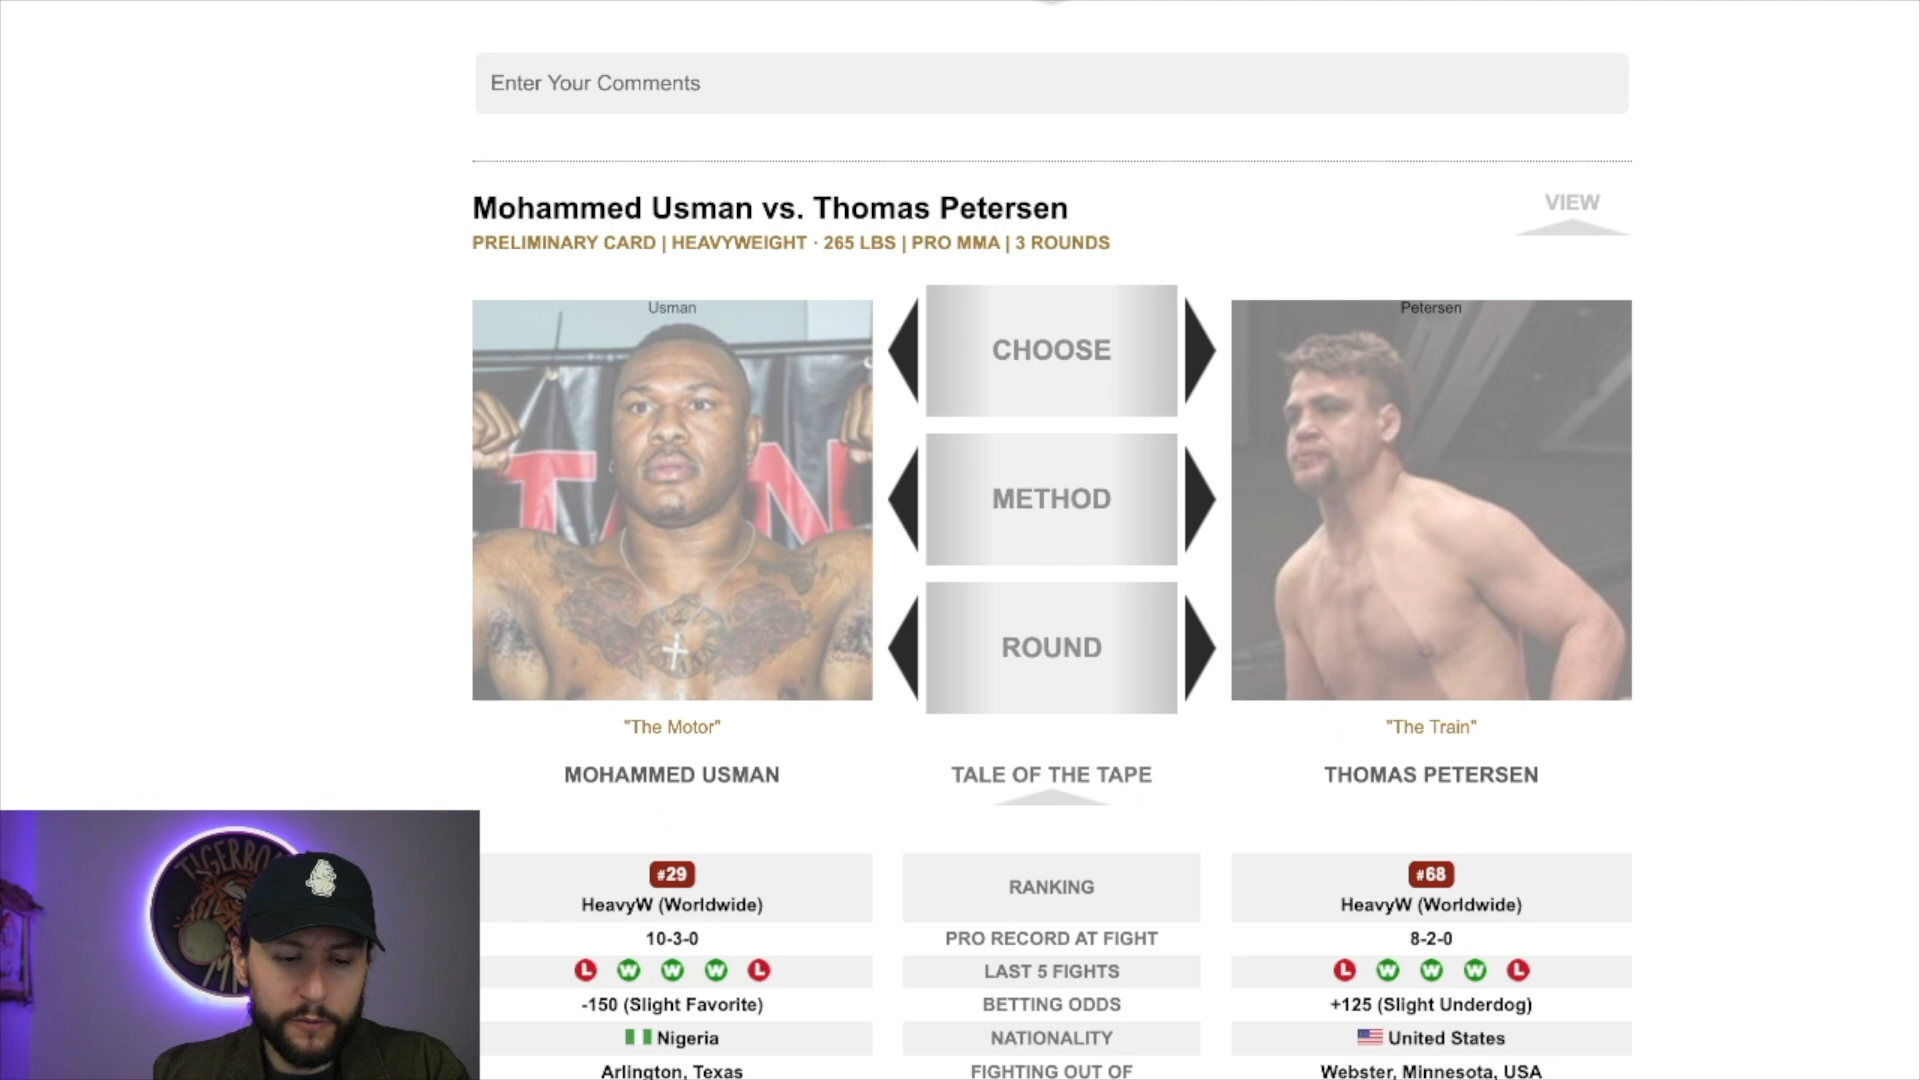 Enter Your Comments
Mohammed Usman vs. Thomas Petersen
VIEW
PRELIMINARY CARD | HEAVYWEIGHT · 265 LBS | PRO MMA | 3 ROUNDS
Usman
CHOOSE
Petersen
METHOD
ROUND
"The Motor"
"The Train"
MOHAMMED USMAN
TALE OF THE TAPE
THOMAS PETERSEN
#29
HeavyW (Worldwide)
RANKING
#68
HeavyW (Worldwide)
10-3-0
PRO RECORD AT FIGHT
8-2-0
L W W W L
LAST 5 FIGHTS
L W W W L
-150 (Slight Favorite)
BETTING ODDS
+125 (Slight Underdog)
Nigeria
NATIONALITY
United States
Arlington, Texas
FIGHTING OUT OF
Webster, Minnesota, USA